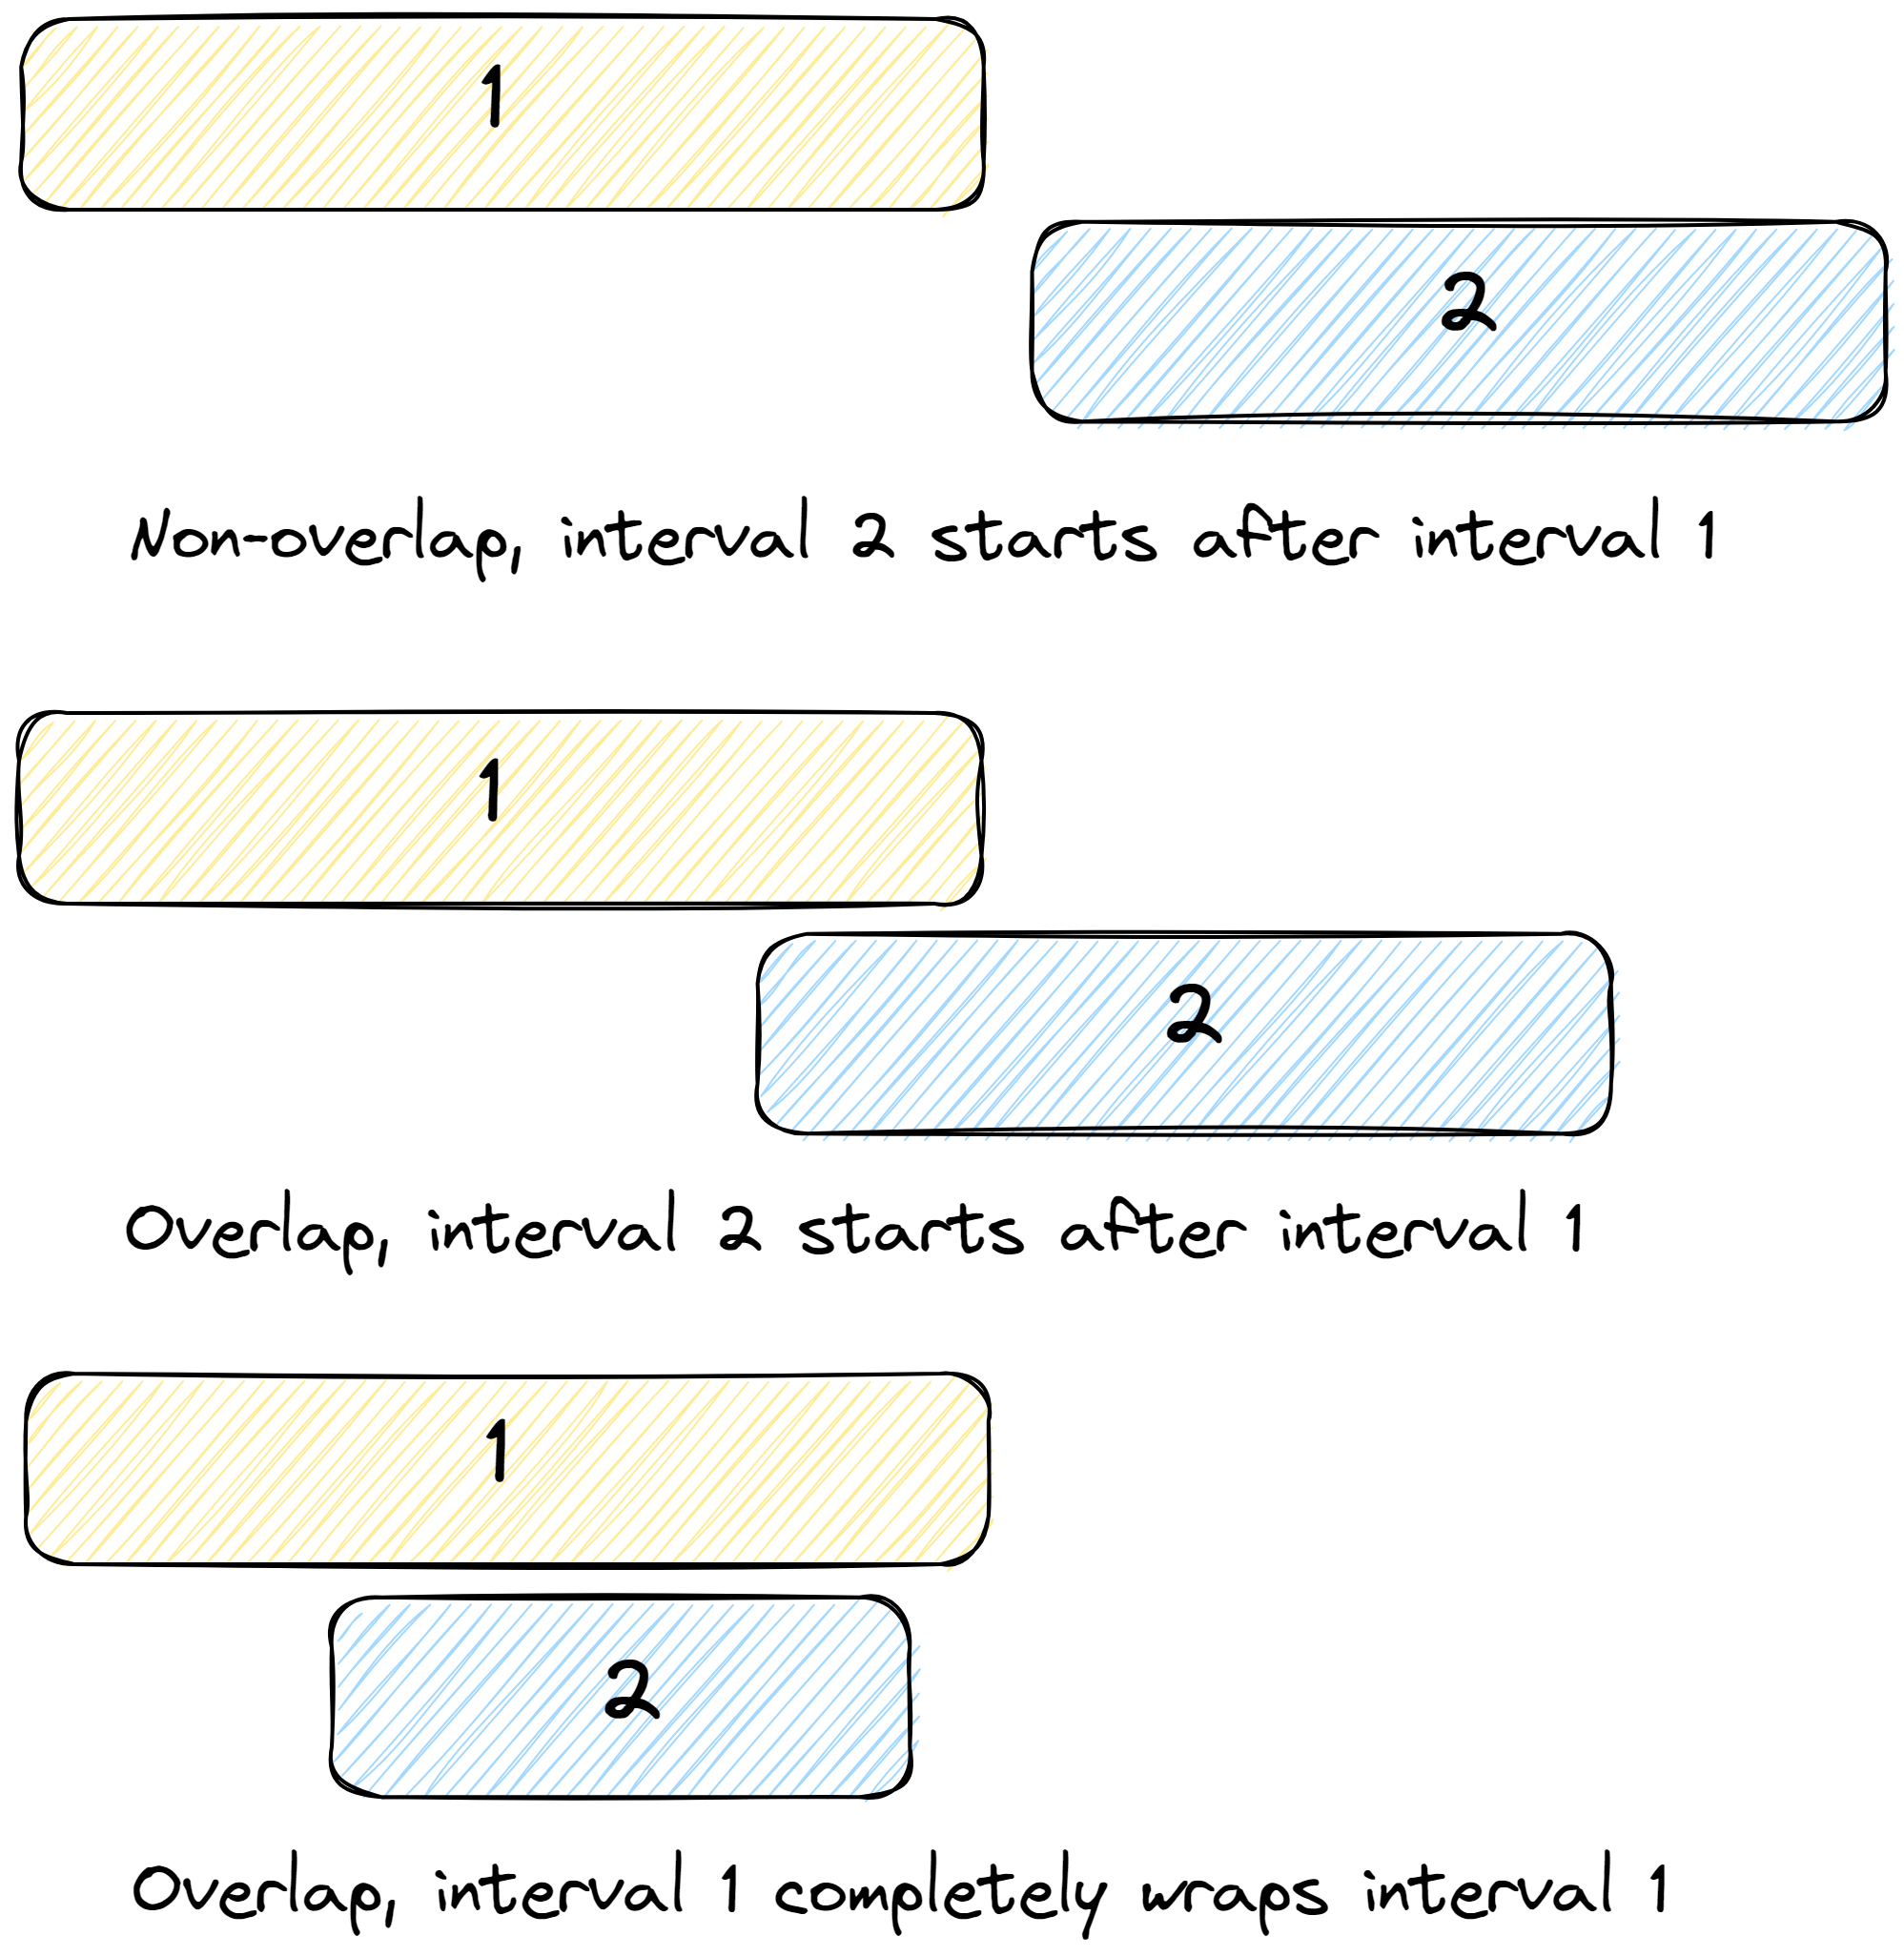 1
2
Non-overlap, interval 2 starts after interval 1
1
2
Overlap, interval 2 starts after interval 1
1
2
Overlap, interval 1 completely wraps interval 1